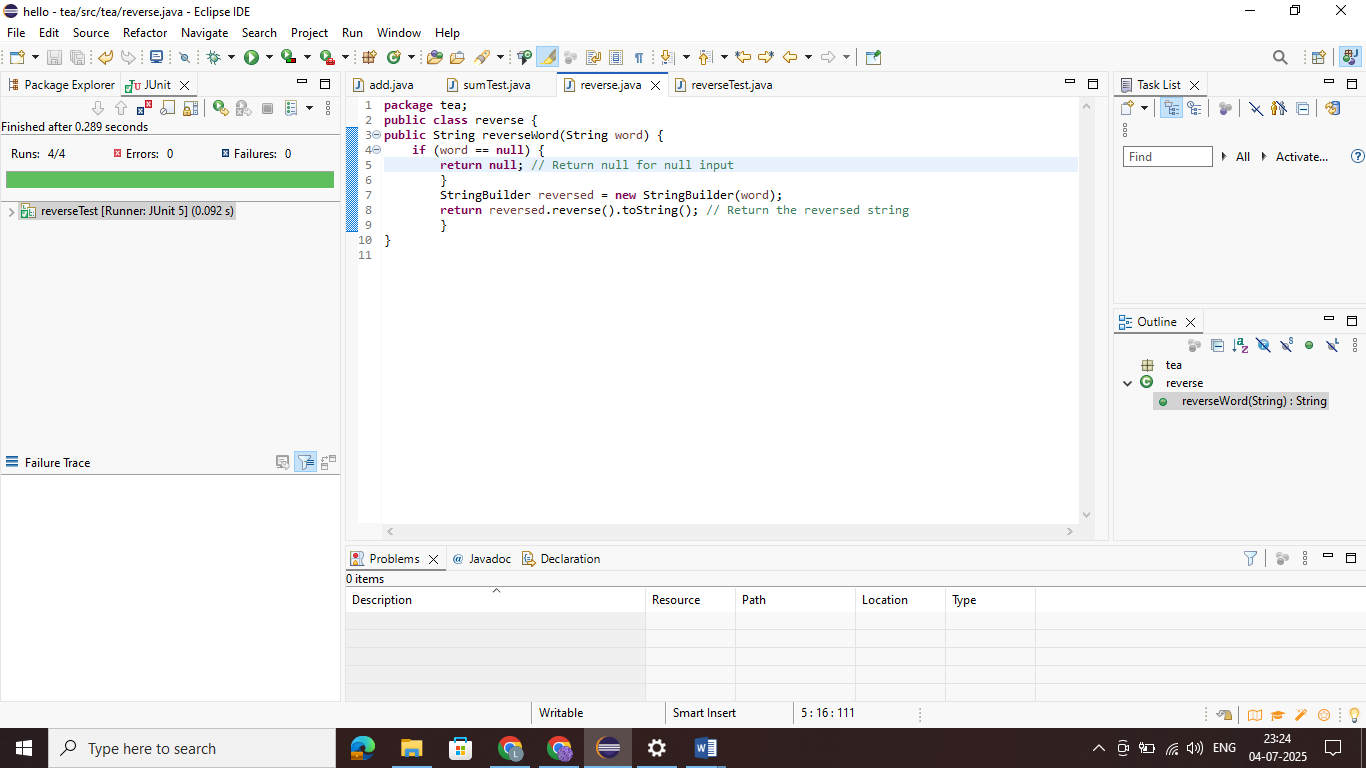 hello - tea/src/tea/reverse.java - Eclipse IDE
File Edit Source Refactor Navigate Search Project Run Window Help
Package Explorer JUnit
Finished after 0.289 seconds
Runs: 4/4 Errors: 0 Failures: 0
reverseTest [Runner: JUnit 5] (0.092 s)
Failure Trace
add.java sumTest.java reverse.java reverseTest.java
1 package tea;
2 public class reverse {
3 public String reverseWord(String word) {
4 if (word == null) {
5 return null; // Return null for null input
6 }
7 StringBuilder reversed = new StringBuilder(word);
8 return reversed.reverse().toString(); // Return the reversed string
9 }
10 }
11
Task List
Find All Activate...
Outline
tea
reverse
reverseWord(String) : String
Problems @ Javadoc Declaration
0 items
Description Resource Path Location Type
Writable Smart Insert 5 : 16 : 111
Type here to search
ENG
23:24
04-07-2025